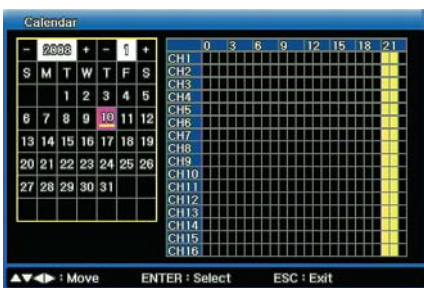 Calendar
- 2008 + - 1 +
S M T W T F S
1 2 3 4 5
6 7 8 9 10 11 12
13 14 15 16 17 18 19
20 21 22 23 24 25 26
27 28 29 30 31
0 3 6 9 12 15 18 21
CH1
CH2
CH3
CH4
CH5
CH6
CH7
CH8
CH9
CH10
CH11
CH12
CH13
CH14
CH15
CH16
▲▼◀▶ : Move ENTER : Select ESC : Exit